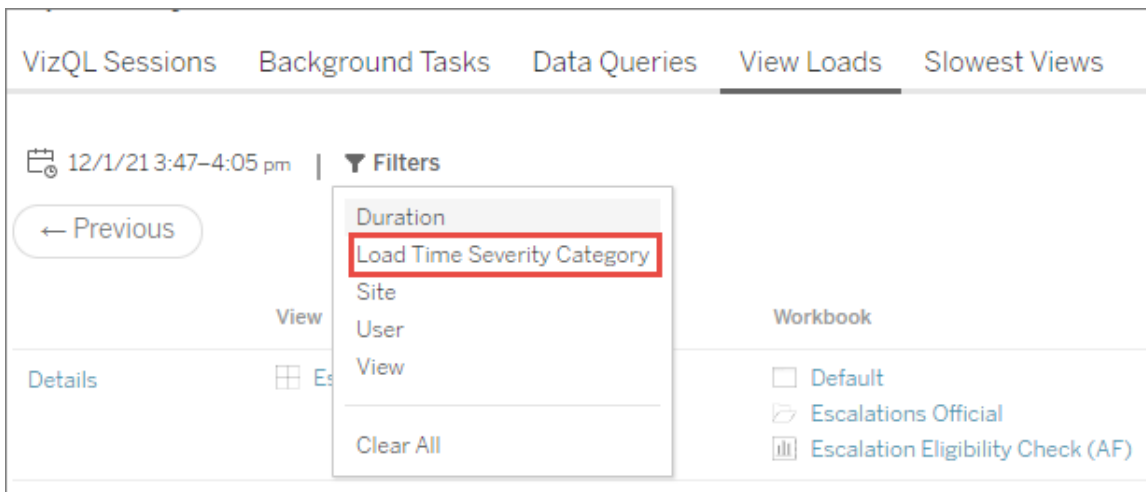 VizQL Sessions Background Tasks Data Queries View Loads Slowest Views
12/1/21 3:47–4:05 pm | Filters
← Previous
Duration
Load Time Severity Category
Site
User
View
Clear All
View Workbook
Details Es Default
Escalations Official
Escalation Eligibility Check (AF)